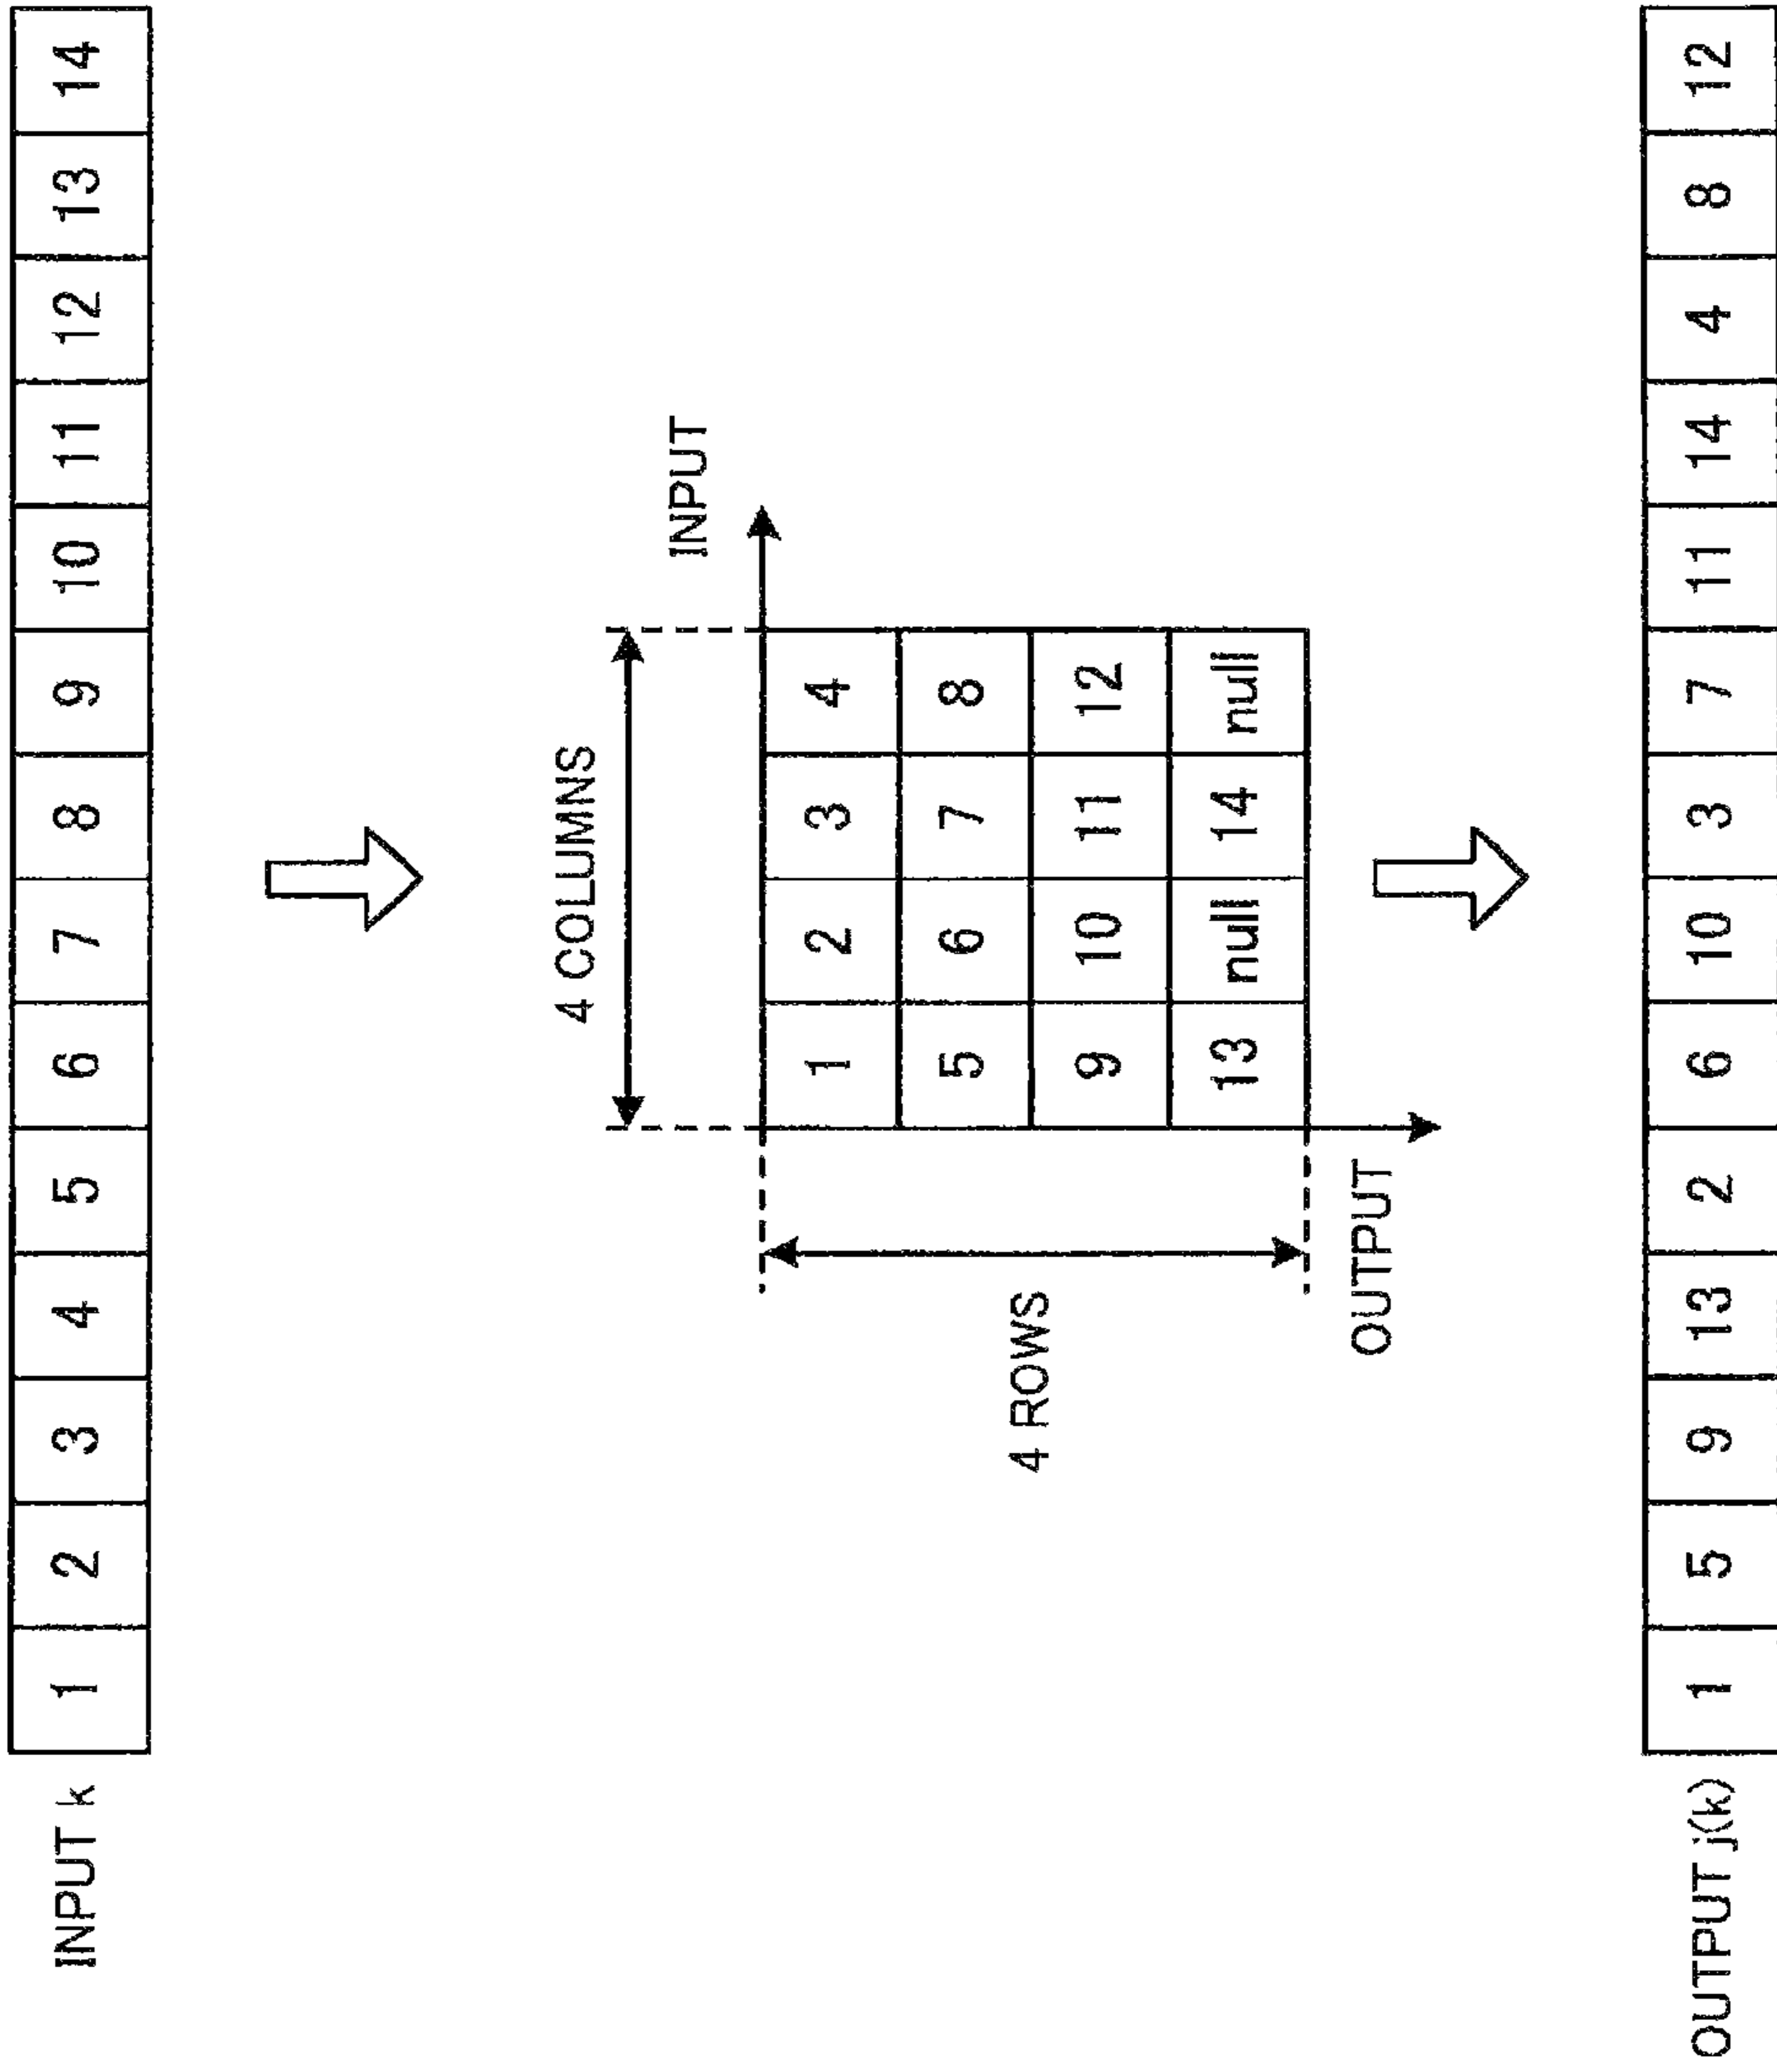 INPUT k 1 2 3 4 5 6 7 8 9 10 11 12 13 14
4 COLUMNS
INPUT
4 ROWS
1 2 3 4
5 6 7 8
9 10 11 12
13 null 14 null
OUTPUT
OUTPUT j(k) 1 5 9 13 2 6 10 3 7 11 14 4 8 12